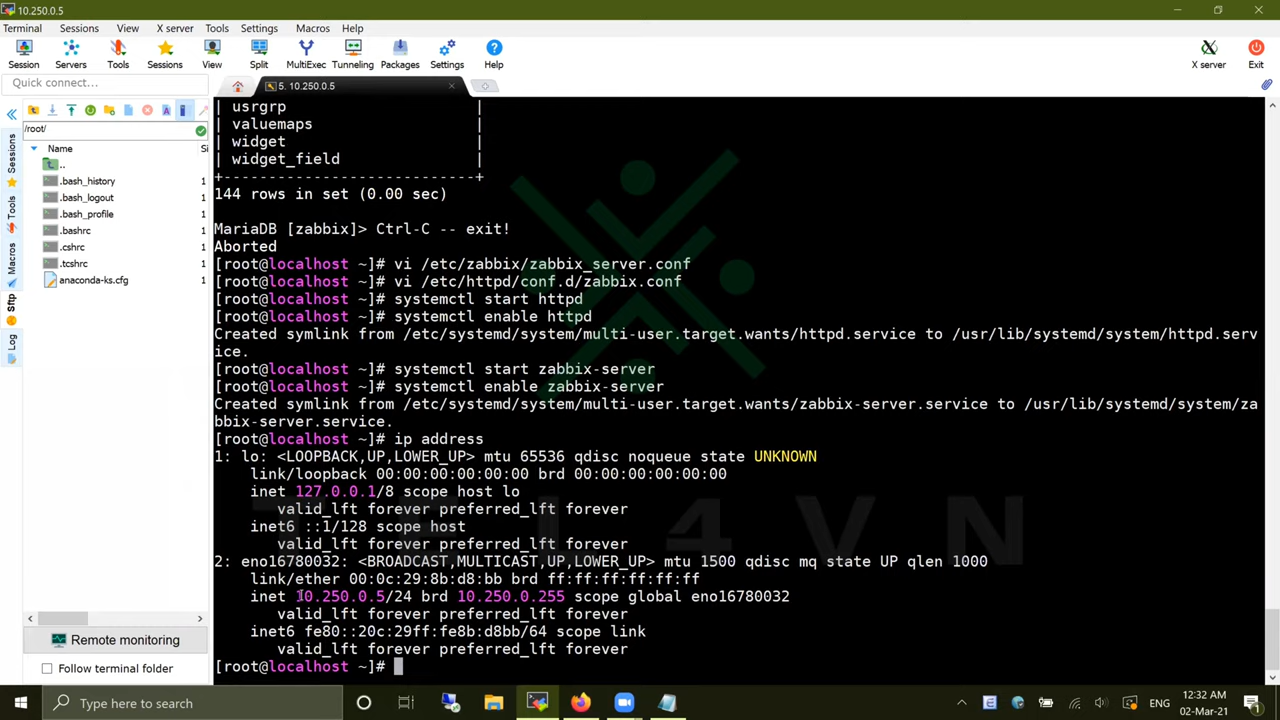 10.250.0.5
Terminal Sessions View X server Tools Settings Macros Help
Session Servers Tools Sessions View Split MultiExec Tunneling Packages Settings Help X server Exit
Quick connect...
5. 10.250.0.5
/root/
Name Si
..
.bash_history 1
.bash_logout 1
.bash_profile 1
.bashrc 1
.cshrc 1
.tcshrc 1
anaconda-ks.cfg 1
Sessions
Tools
Macros
Sftp
Log
Remote monitoring
Follow terminal folder
| usrgrp |
| valuemaps |
| widget |
| widget_field |
+----------------------------+
144 rows in set (0.00 sec)
MariaDB [zabbix]> Ctrl-C -- exit!
Aborted
[root@localhost ~]# vi /etc/zabbix/zabbix_server.conf
[root@localhost ~]# vi /etc/httpd/conf.d/zabbix.conf
[root@localhost ~]# systemctl start httpd
[root@localhost ~]# systemctl enable httpd
Created symlink from /etc/systemd/system/multi-user.target.wants/httpd.service to /usr/lib/systemd/system/httpd.serv
ice.
[root@localhost ~]# systemctl start zabbix-server
[root@localhost ~]# systemctl enable zabbix-server
Created symlink from /etc/systemd/system/multi-user.target.wants/zabbix-server.service to /usr/lib/systemd/system/za
bbix-server.service.
[root@localhost ~]# ip address
1: lo: <LOOPBACK,UP,LOWER_UP> mtu 65536 qdisc noqueue state UNKNOWN
link/loopback 00:00:00:00:00:00 brd 00:00:00:00:00:00
inet 127.0.0.1/8 scope host lo
valid_lft forever preferred_lft forever
inet6 ::1/128 scope host
valid_lft forever preferred_lft forever
2: eno16780032: <BROADCAST,MULTICAST,UP,LOWER_UP> mtu 1500 qdisc mq state UP qlen 1000
link/ether 00:0c:29:8b:d8:bb brd ff:ff:ff:ff:ff:ff
inet 10.250.0.5/24 brd 10.250.0.255 scope global eno16780032
valid_lft forever preferred_lft forever
inet6 fe80::20c:29ff:fe8b:d8bb/64 scope link
valid_lft forever preferred_lft forever
[root@localhost ~]#
TEL4VN
Type here to search
ENG
12:32 AM
02-Mar-21